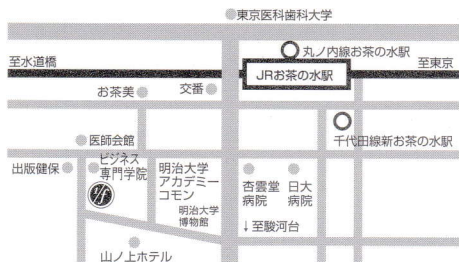 東京医科歯科大学
丸ノ内線お茶の水駅
至水道橋
至東京
JRお茶の水駅
お茶美
交番
千代田線新お茶の水駅
医師会館
出版健保
ビジネス
専門学院
明治大学
アカデミー
コモン
明治大学
博物館
杏雲堂
病院
日大
病院
↓至駿河台
山ノ上ホテル